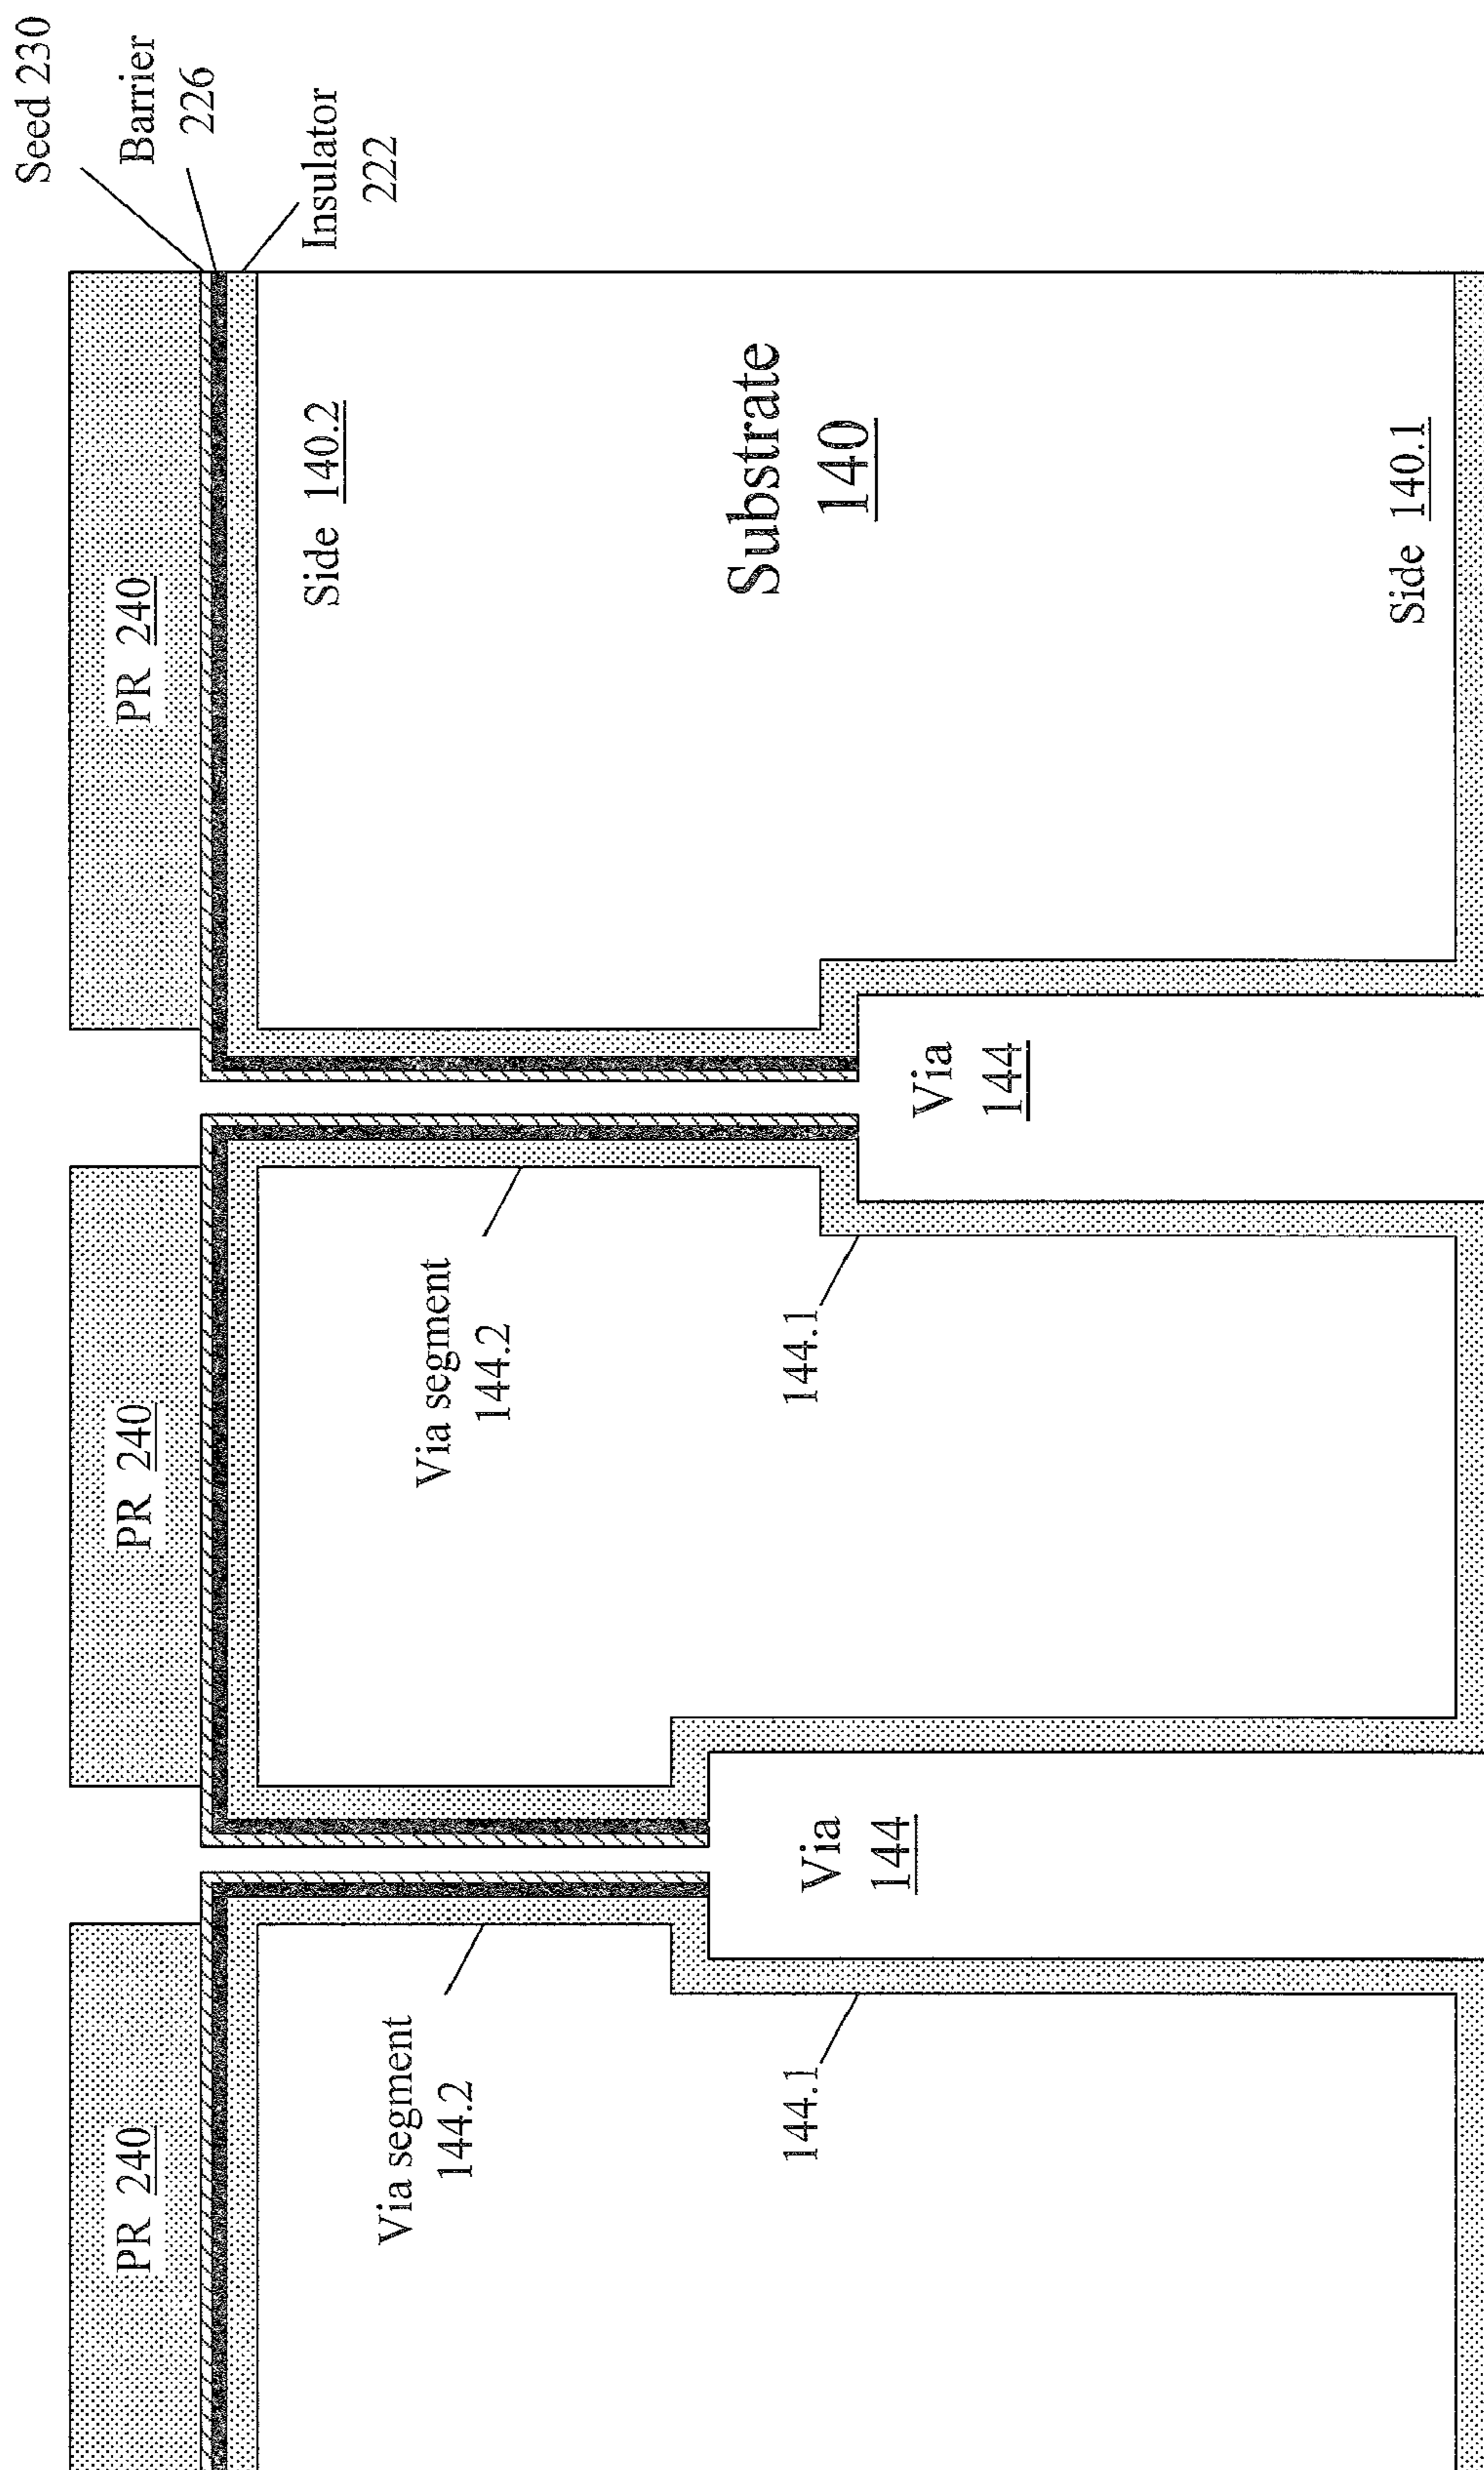 Seed 230
Barrier
226
Insulator
222
PR 240
PR 240
PR 240
Side 140.2
Substrate
140
Side 140.1
Via segment
144.2
144.1
Via
144
Via segment
144.2
144.1
Via
144